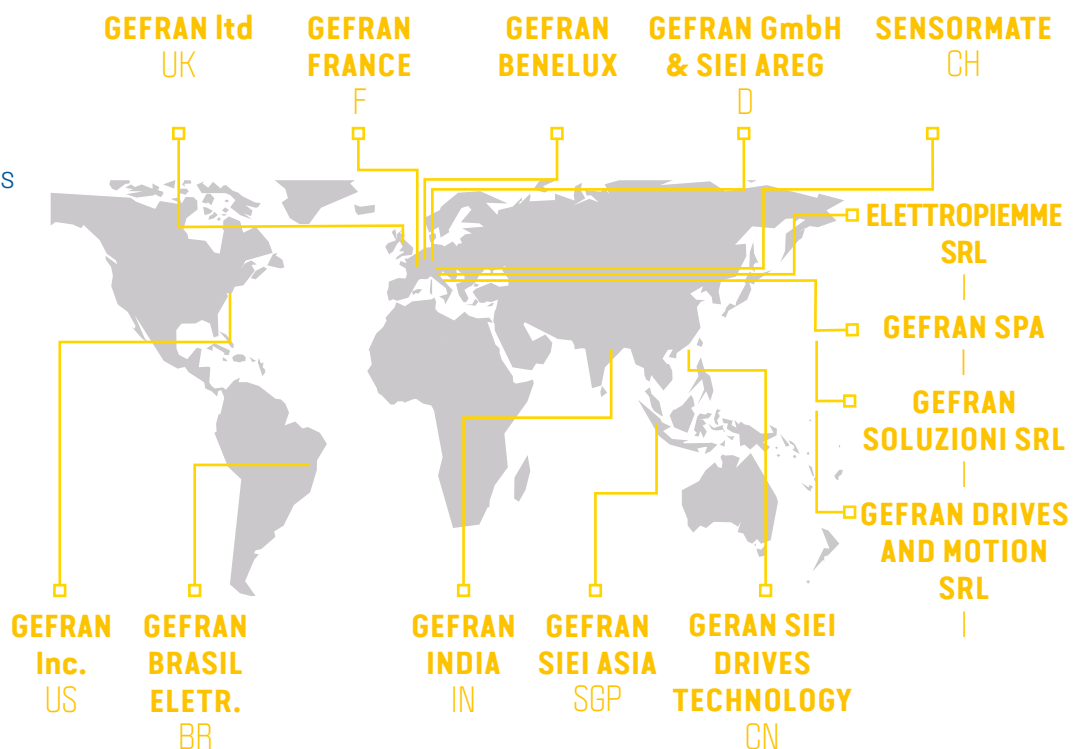 GEFRAN ltd
UK
GEFRAN
FRANCE
F
GEFRAN
BENELUX
GEFRAN GmbH
& SIEI AREG
D
SENSORMATE
CH
S
ELETTROPIEMME
SRL
I
GEFRAN SPA
I
GEFRAN
SOLUZIONI SRL
I
GEFRAN DRIVES
AND MOTION
SRL
I
GEFRAN
Inc.
US
GEFRAN
BRASIL
ELETR.
BR
GEFRAN
INDIA
IN
GEFRAN
SIEI ASIA
SGP
GERAN SIEI
DRIVES
TECHNOLOGY
CN